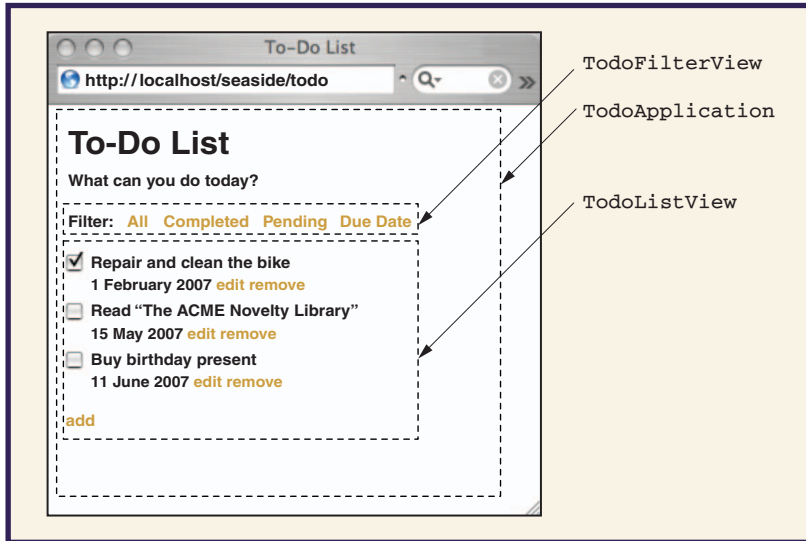 To-Do List
http://localhost/seaside/todo
To-Do List
What can you do today?
Filter: All Completed Pending Due Date
Repair and clean the bike
1 February 2007 edit remove
Read “The ACME Novelty Library”
15 May 2007 edit remove
Buy birthday present
11 June 2007 edit remove
add
TodoFilterView
TodoApplication
TodoListView